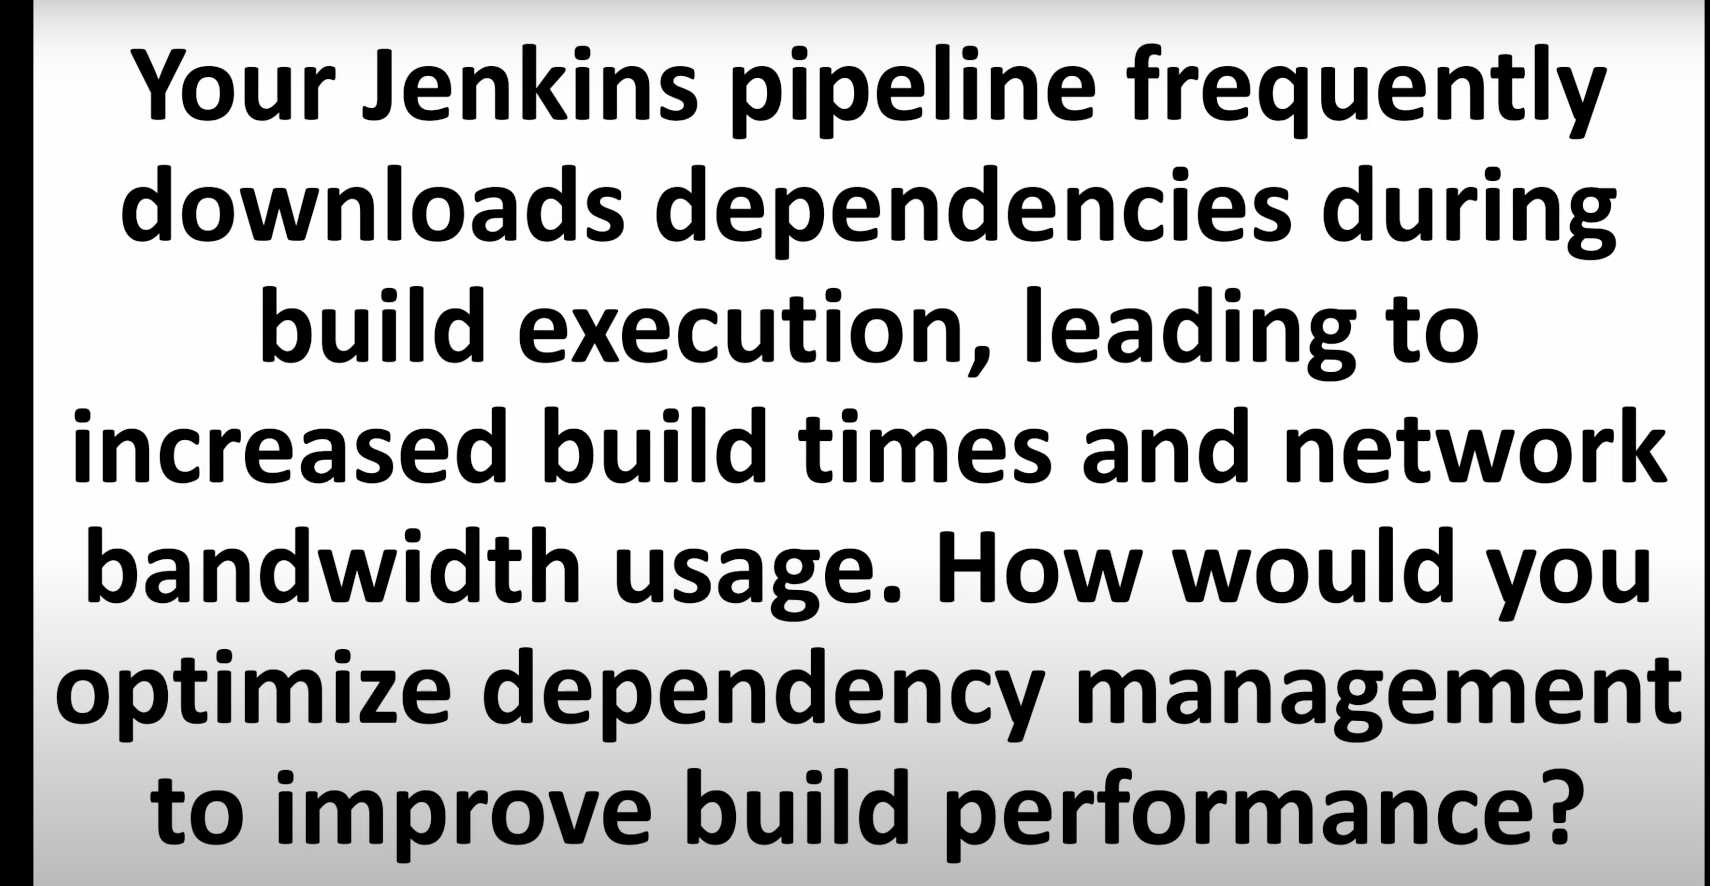 Your Jenkins pipeline frequently
downloads dependencies during
build execution, leading to
increased build times and network
bandwidth usage. How would you
optimize dependency management
to improve build performance?